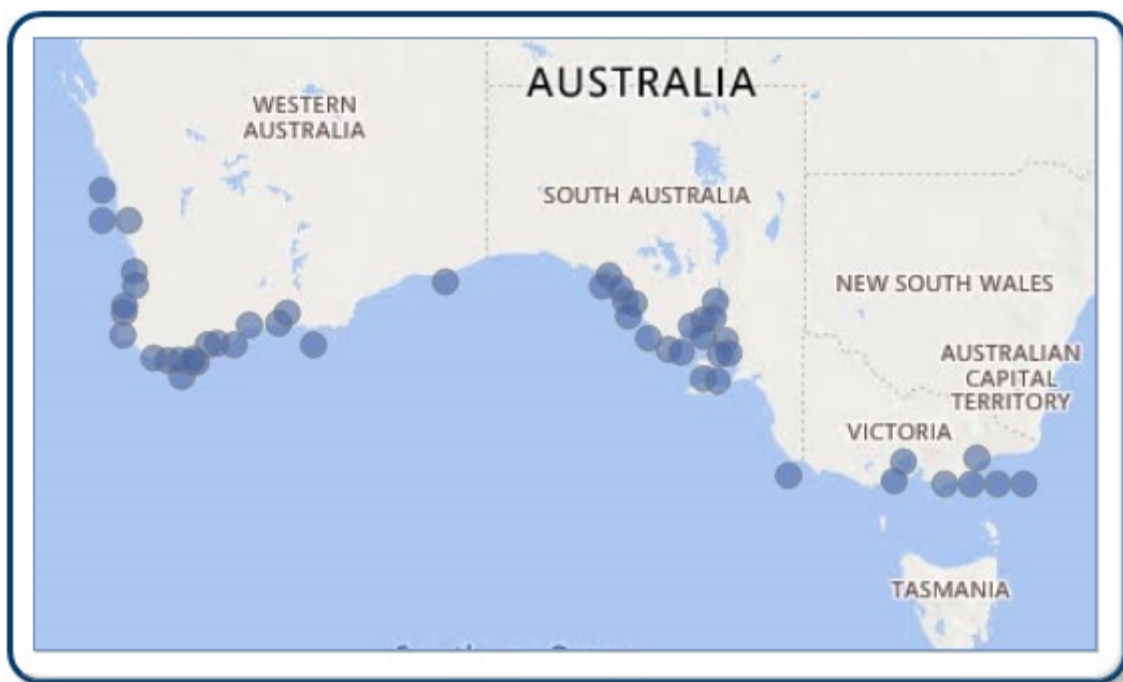 AUSTRALIA
WESTERN
AUSTRALIA
SOUTH AUSTRALIA
NEW SOUTH WALES
AUSTRALIAN
CAPITAL
TERRITORY
VICTORIA
TASMANIA